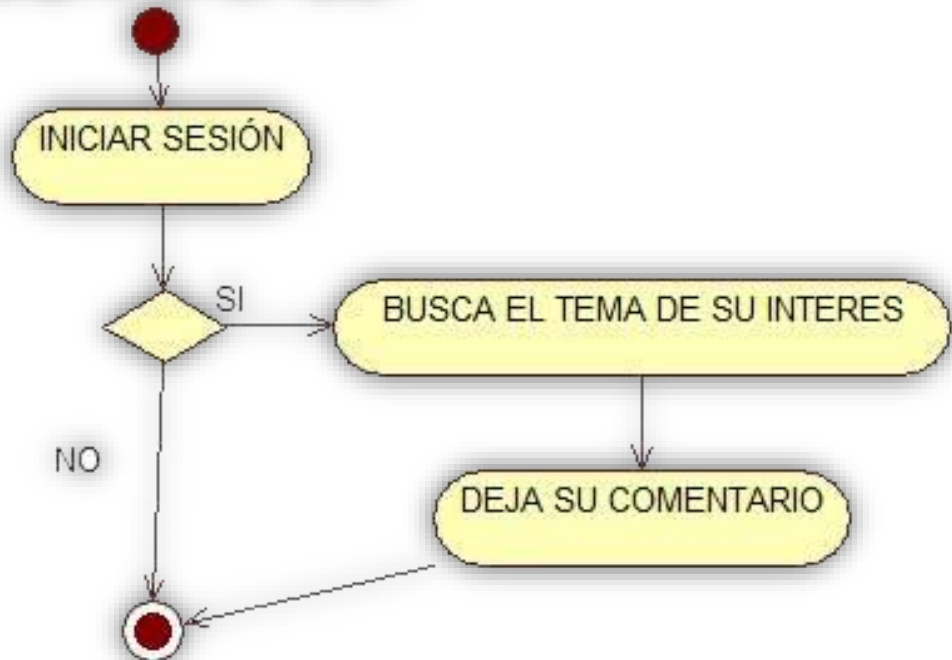 INICIAR SESIÓN
SI
BUSCA EL TEMA DE SU INTERES
NO
DEJA SU COMENTARIO